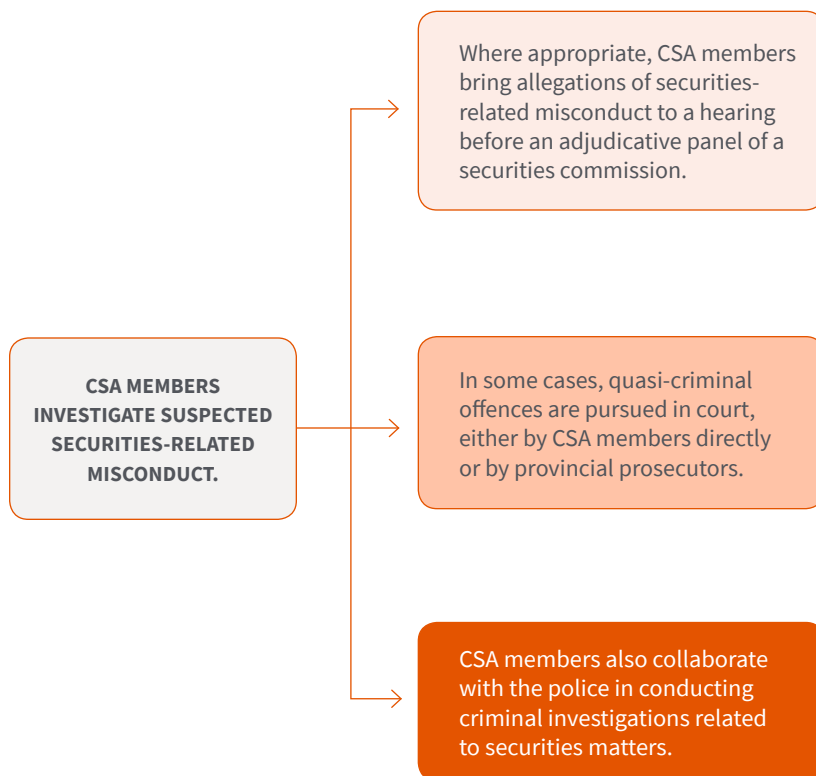 Where appropriate, CSA members
bring allegations of securities-
related misconduct to a hearing
before an adjudicative panel of a
securities commission.
CSA MEMBERS
INVESTIGATE SUSPECTED
SECURITIES-RELATED
MISCONDUCT.
In some cases, quasi-criminal
offences are pursued in court,
either by CSA members directly
or by provincial prosecutors.
CSA members also collaborate
with the police in conducting
criminal investigations related
to securities matters.